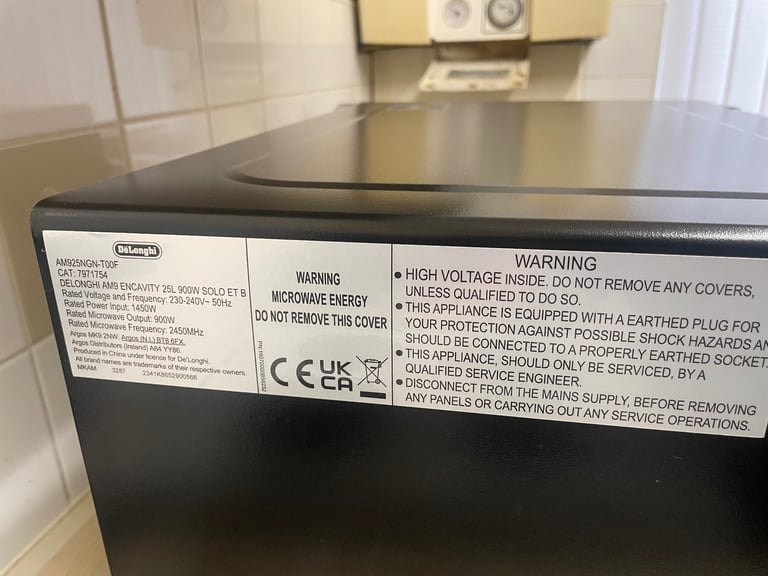 DeLonghi
AM925NGN-T00F
CAT: 7971754
DELONGHI AM9 ENCAVITY 25L 900W SOLO ET B
Rated Voltage and Frequency: 230-240V~ 50Hz
Rated Power Input: 1450W
Rated Microwave Output: 900W
Rated Microwave Frequency: 2450MHz
Argos MK9 2NW. Argos (N.I.) BT8 6FX.
Argos Distributors (Ireland) A84 YY86.
Produced in China under licence for De'Longhi.
All brand names are trademarks of their respective owners.
MKAM 3287 2341K8652900566
WARNING
MICROWAVE ENERGY
DO NOT REMOVE THIS COVER
CE UK
CA
WARNING
• HIGH VOLTAGE INSIDE. DO NOT REMOVE ANY COVERS,
UNLESS QUALIFIED TO DO SO.
• THIS APPLIANCE IS EQUIPPED WITH A EARTHED PLUG FOR
YOUR PROTECTION AGAINST POSSIBLE SHOCK HAZARDS AN
SHOULD BE CONNECTED TO A PROPERLY EARTHED SOCKET.
• THIS APPLIANCE, SHOULD ONLY BE SERVICED, BY A
QUALIFIED SERVICE ENGINEER.
• DISCONNECT FROM THE MAINS SUPPLY, BEFORE REMOVING
ANY PANELS OR CARRYING OUT ANY SERVICE OPERATIONS.